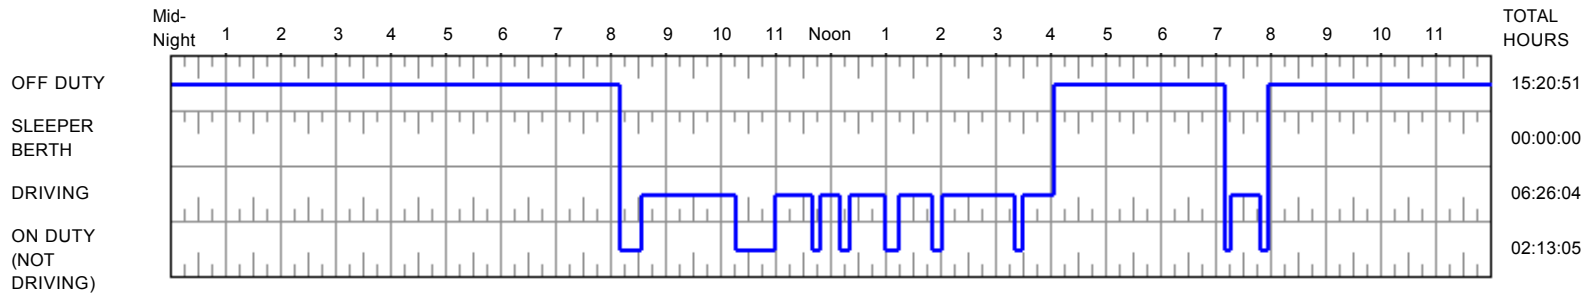 Mid-
Night 1 2 3 4 5 6 7 8 9 10 11 Noon 1 2 3 4 5 6 7 8 9 10 11 TOTAL
HOURS
OFF DUTY 15:20:51
SLEEPER
BERTH 00:00:00
DRIVING 06:26:04
ON DUTY
(NOT
DRIVING) 02:13:05